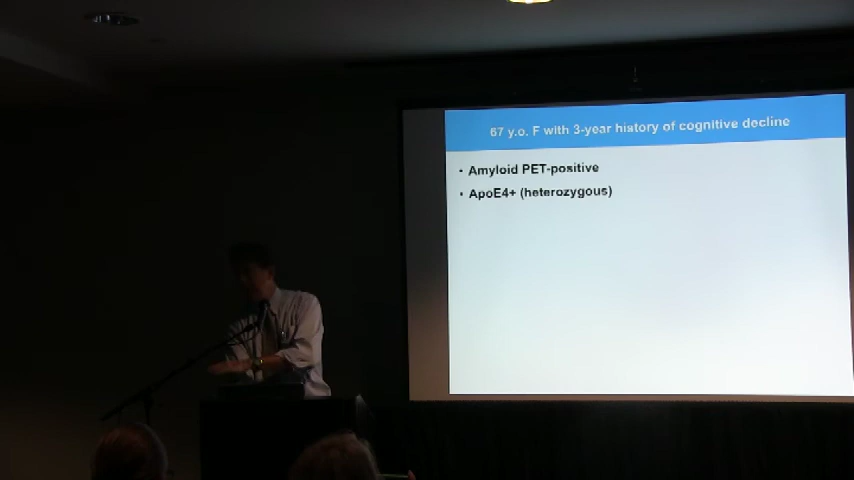 67 y.o. F with 3-year history of cognitive decline
• Amyloid PET-positive
• ApoE4+ (heterozygous)